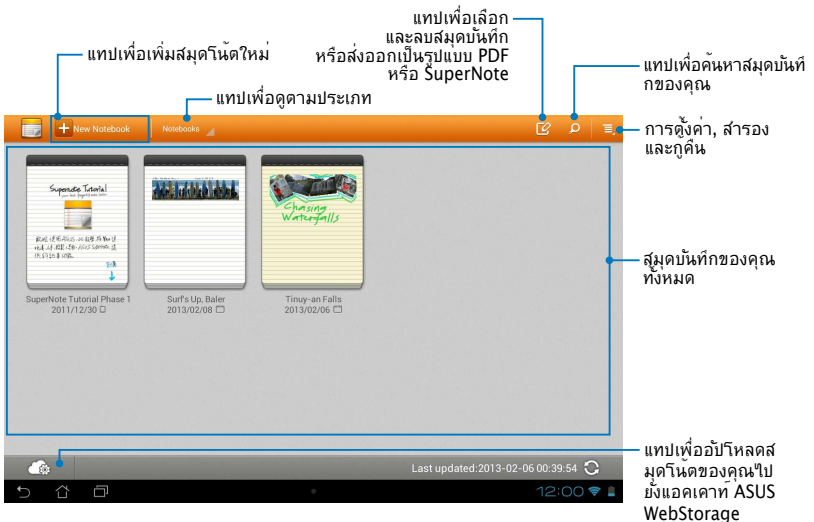 แทปเพื่อเลือก
และลบสมุดบันทึก
หรือส่งออกเป็นรูปแบบ PDF
หรือ SuperNote
แทปเพื่อเพิ่มสมุดโน้ตใหม่
แทปเพื่อดูตามประเภท
แทปเพื่อค้นหาสมุดบันทึ
กของคุณ
New Notebook
Notebooks
การตั้งค่า, สำรอง
และกู้คืน
Supernote Tutorial
Chasing
Waterfalls
สมุดบันทึกของคุณ
ทั้งหมด
SuperNote Tutorial Phase 1
2011/12/30
Surf's Up, Baler
2013/02/08
Tinuy-an Falls
2013/02/06
แทปเพื่ออัปโหลดส
มุดโน้ตของคุณไป
ยังแอคเคาท์ ASUS
WebStorage
Last updated:2013-02-06 00:39:54
12:00